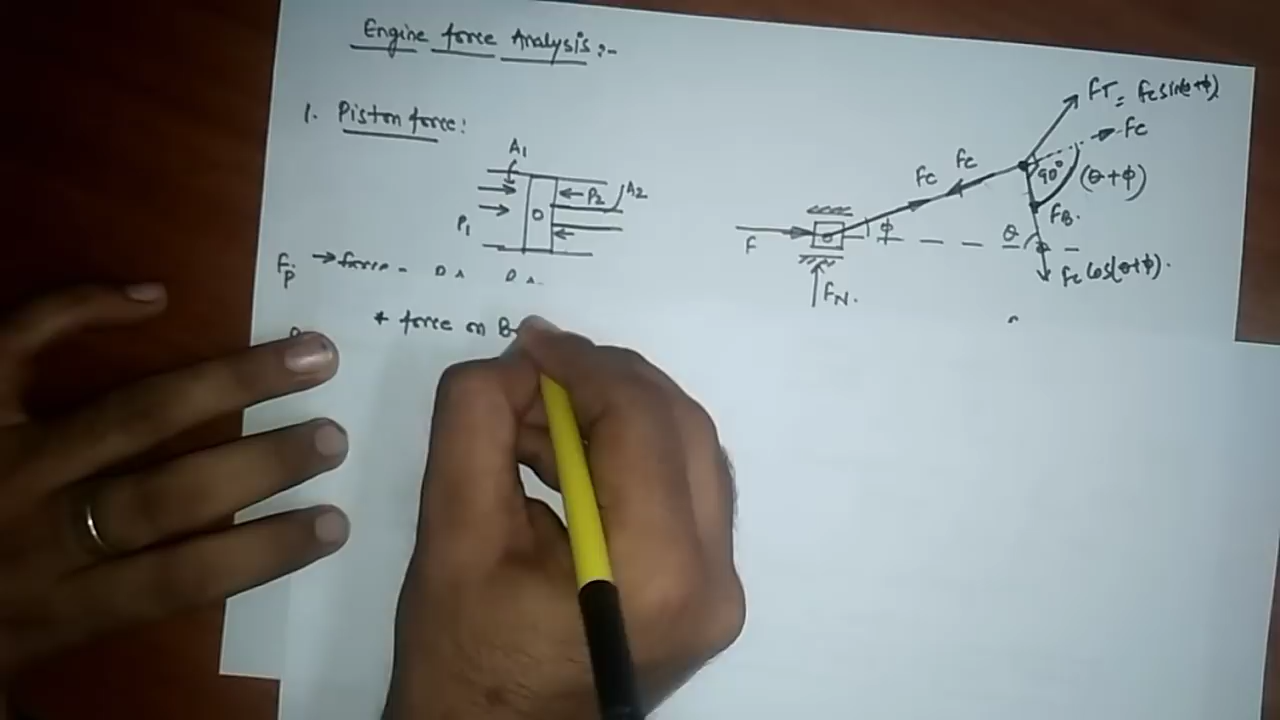 Engine force Analysis :-
1. Piston force :
A1
P2
A2
P1
Fp → force -
* force on
FT = Fc sin(θ+ϕ)
Fc
Fc
Fc
90°
(θ+ϕ)
FB.
F
ϕ
θ
Fc cos(θ+ϕ).
FN.